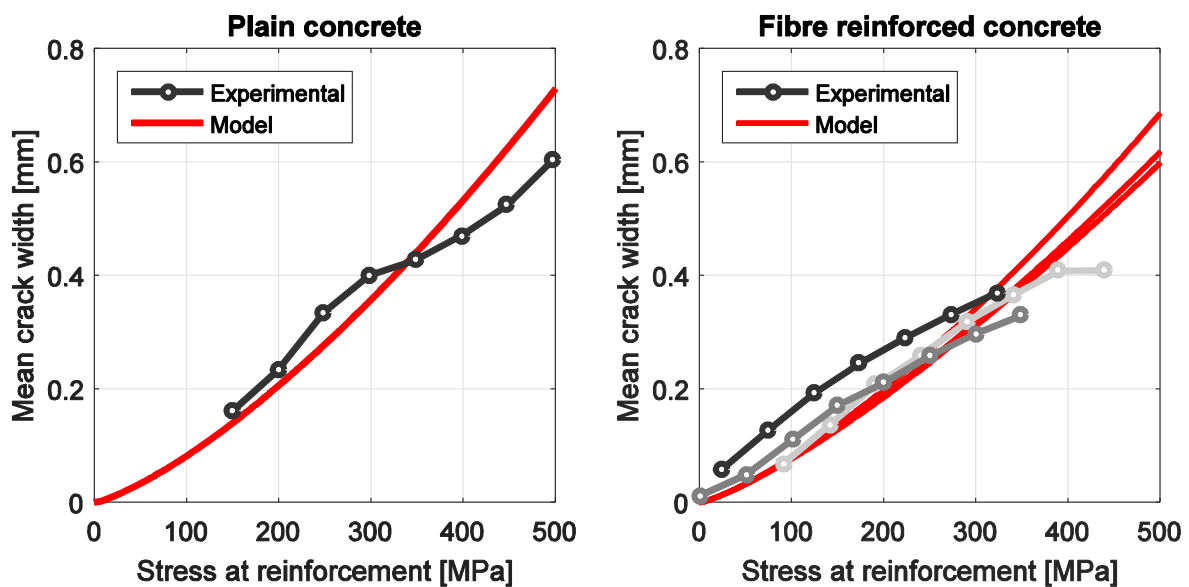 Plain concrete
0.8
0.6
0.4
0.2
0
Mean crack width [mm]
Experimental
Model
0 100 200 300 400 500
Stress at reinforcement [MPa]
Fibre reinforced concrete
0.8
0.6
0.4
0.2
0
Mean crack width [mm]
Experimental
Model
0 100 200 300 400 500
Stress at reinforcement [MPa]